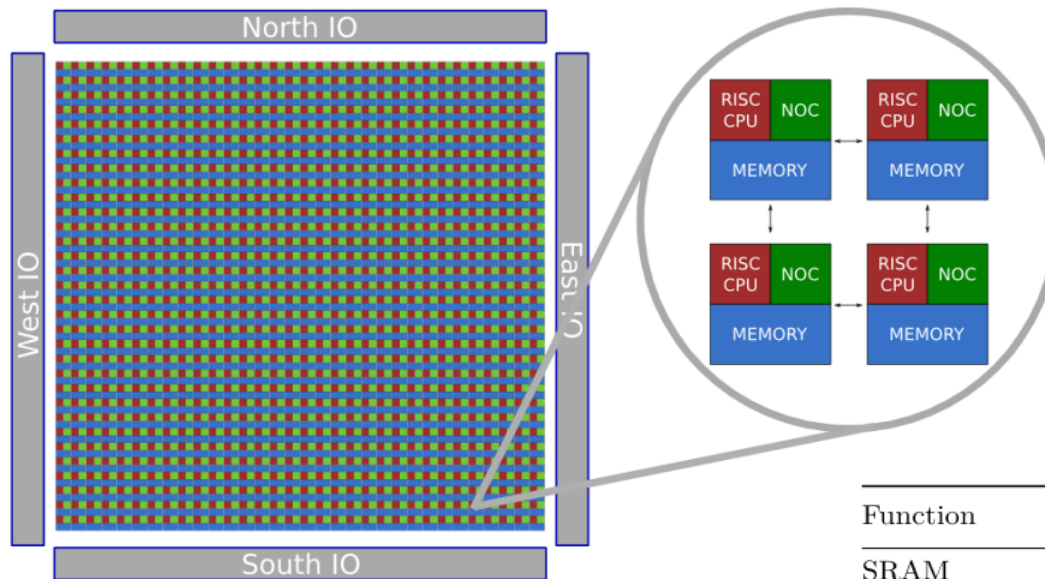 North IO
West IO
East IO
South IO
RISC
CPU
NOC
MEMORY
RISC
CPU
NOC
MEMORY
RISC
CPU
NOC
MEMORY
RISC
CPU
NOC
MEMORY
Function
SRAM